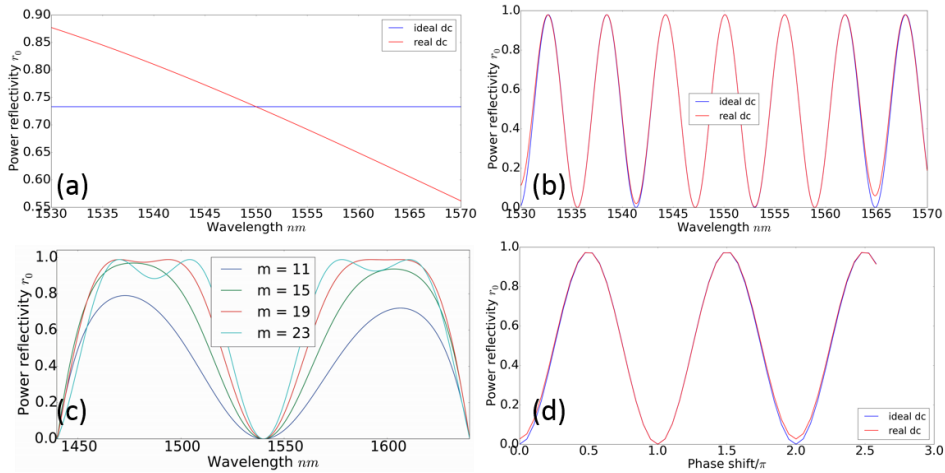 0.90
0.85
0.80
0.75
0.70
0.65
0.60
0.55
Power reflectivity r₀
ideal dc
real dc
(a)
1530 1535 1540 1545 1550 1555 1560 1565 1570
Wavelength nm
1.0
0.8
0.6
0.4
0.2
0.0
Power reflectivity r₀
ideal dc
real dc
(b)
1530 1535 1540 1545 1550 1555 1560 1565 1570
Wavelength nm
1.0
0.8
0.6
0.4
0.2
0.0
Power reflectivity r₀
m = 11
m = 15
m = 19
m = 23
(c)
1450 1500 1550 1600
Wavelength nm
1.0
0.8
0.6
0.4
0.2
0.0
Power reflectivity r₀
(d)
ideal dc
real dc
0.0 0.5 1.0 1.5 2.0 2.5 3.0
Phase shift/π